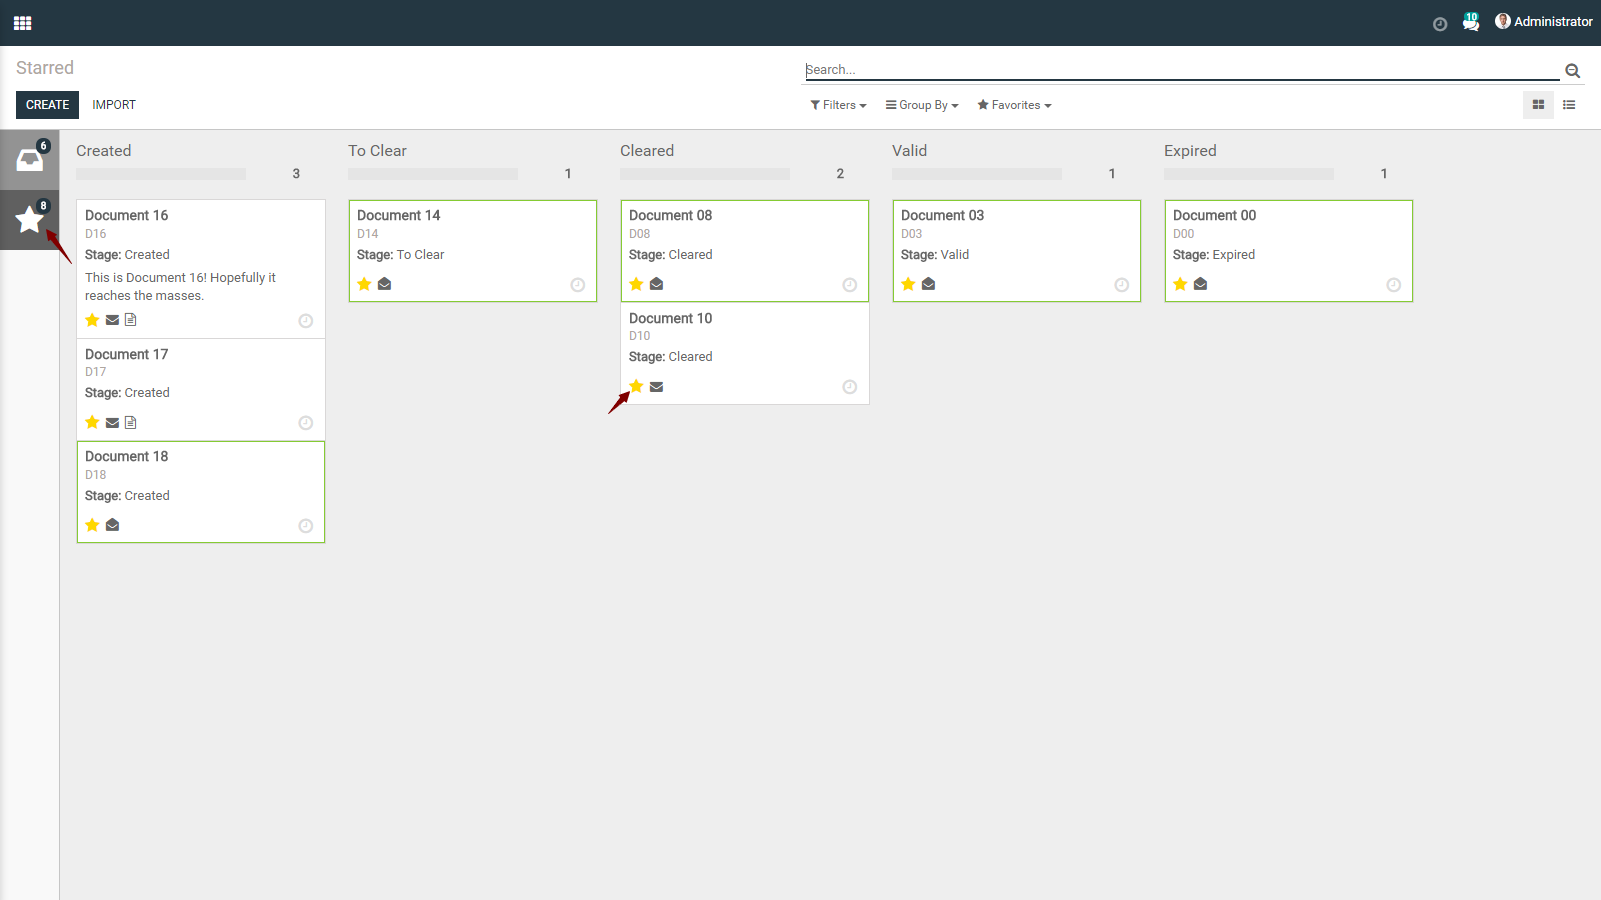 10
Administrator
Starred
Search...
CREATE
IMPORT
Filters
Group By
Favorites
6
8
Created
3
Document 16
D16
Stage: Created
This is Document 16! Hopefully it
reaches the masses.
Document 17
D17
Stage: Created
Document 18
D18
Stage: Created
To Clear
1
Document 14
D14
Stage: To Clear
Cleared
2
Document 08
D08
Stage: Cleared
Document 10
D10
Stage: Cleared
Valid
1
Document 03
D03
Stage: Valid
Expired
1
Document 00
D00
Stage: Expired